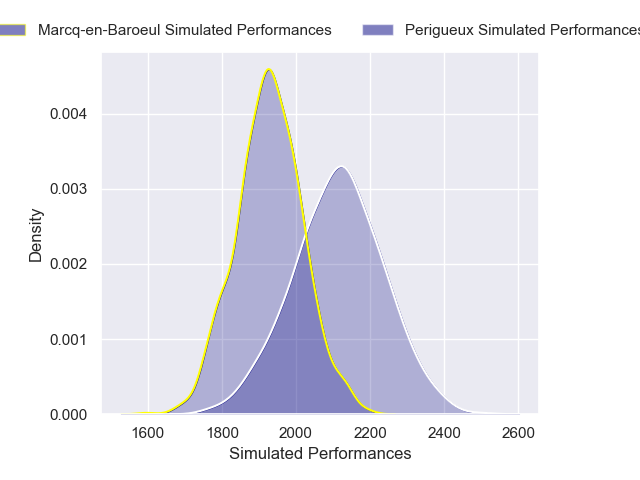 Marcq-en-Baroeul Simulated Performances Perigueux Simulated Performances
0.004
0.003
0.002
0.001
0.000
Density
1600 1800 2000 2200 2400 2600
Simulated Performances